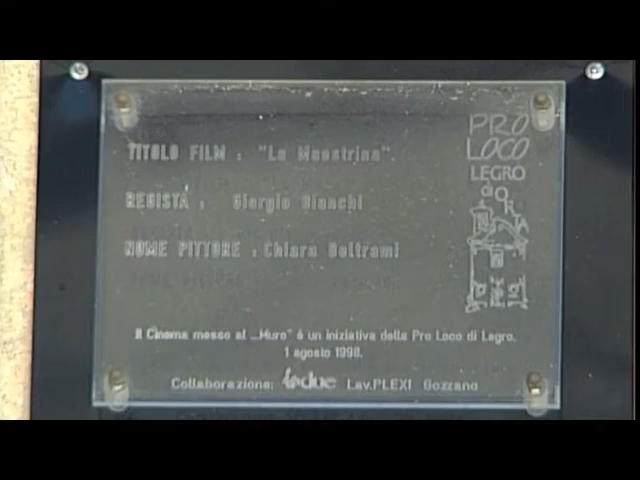 TITOLO FILM : "La Maestrina".
REGISTA : Giorgio Bianchi
NOME PITTORE : Chiara Beltrami
PRO
LOCO
LEGRO
d'ORTA
Il Cinema messo al „Muro" é un iniziativa della Pro Loco di Legro.
1 agosto 1998.
Collaborazione: Lav.PLEXI Gozzano